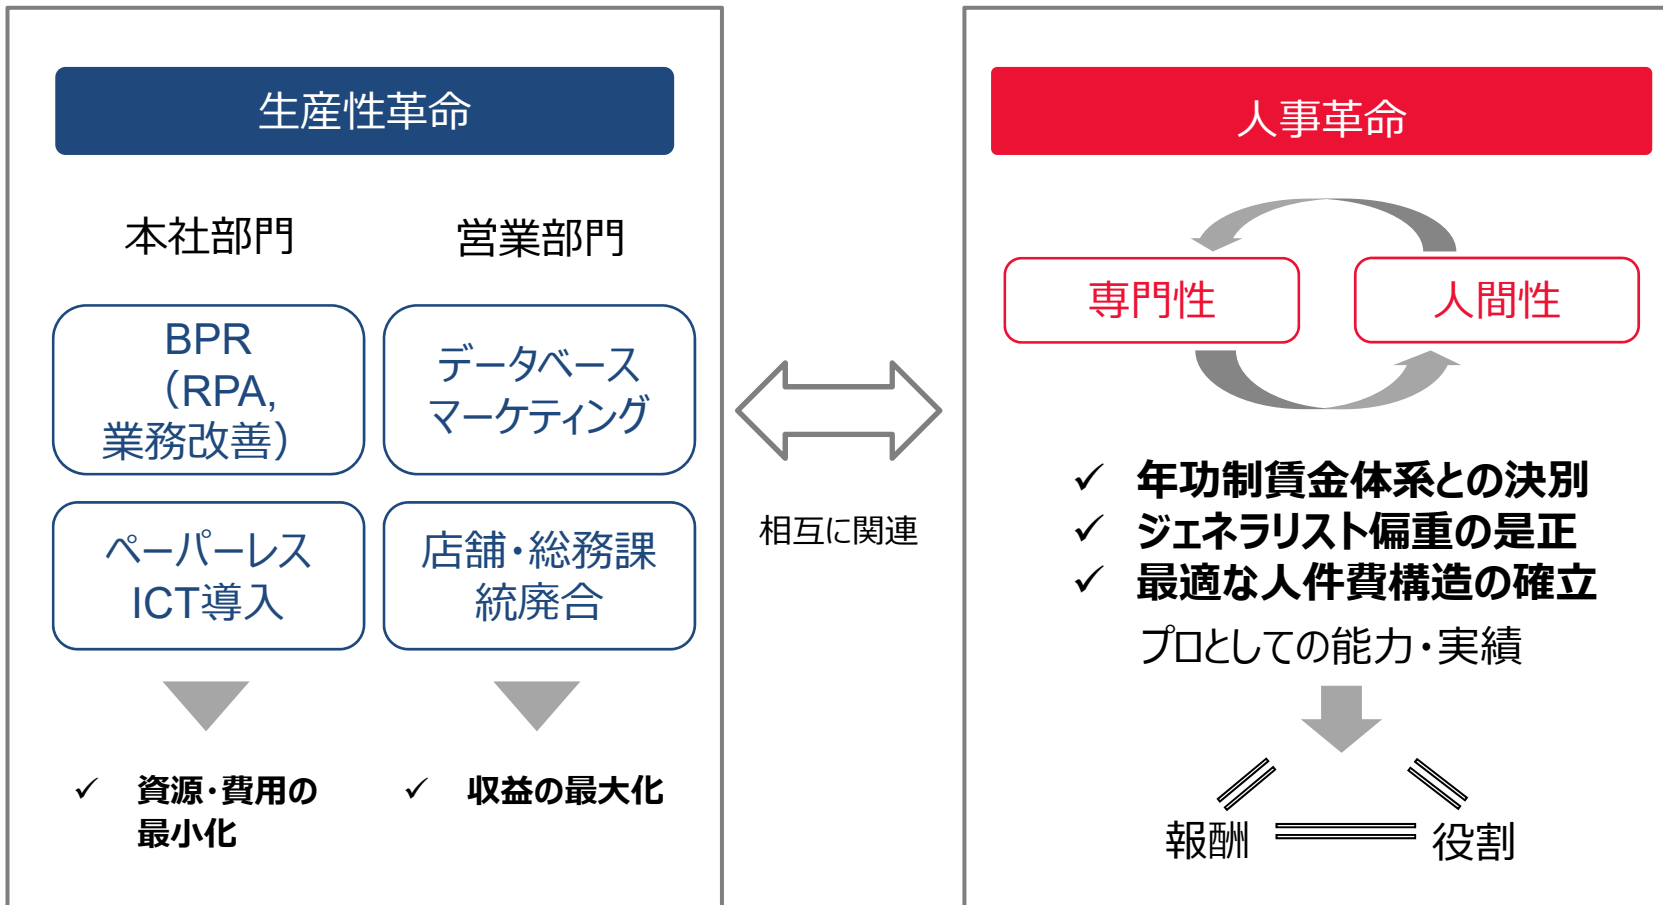 生産性革命
本社部門
営業部門
BPR
（RPA,
業務改善）
データベース
マーケティング
ペーパーレス
ICT導入
店舗・総務課
統廃合
✓ 資源・費用の
最小化
✓ 収益の最大化
相互に関連
人事革命
専門性
人間性
✓ 年功制賃金体系との決別
✓ ジェネラリスト偏重の是正
✓ 最適な人件費構造の確立
プロとしての能力・実績
報酬
役割